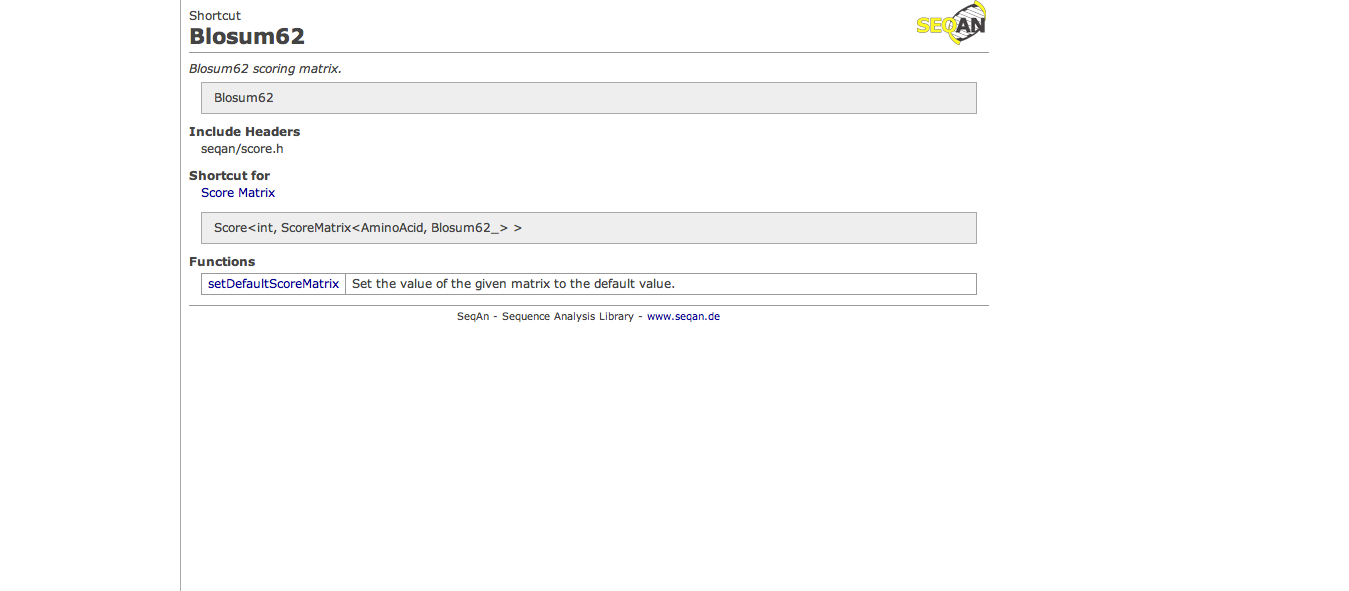 Shortcut
Blosum62
SEQAN
Blosum62 scoring matrix.
Blosum62
Include Headers
seqan/score.h
Shortcut for
Score Matrix
Score<int, ScoreMatrix<AminoAcid, Blosum62_> >
Functions
setDefaultScoreMatrix Set the value of the given matrix to the default value.
SeqAn - Sequence Analysis Library - www.seqan.de